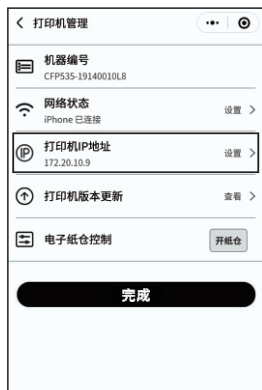 打印机管理
机器编号
CFP535-19140010L8
网络状态
iPhone 已连接
设置
打印机IP地址
172.20.10.9
设置
打印机版本更新
查看
电子纸仓控制
开纸仓
完成